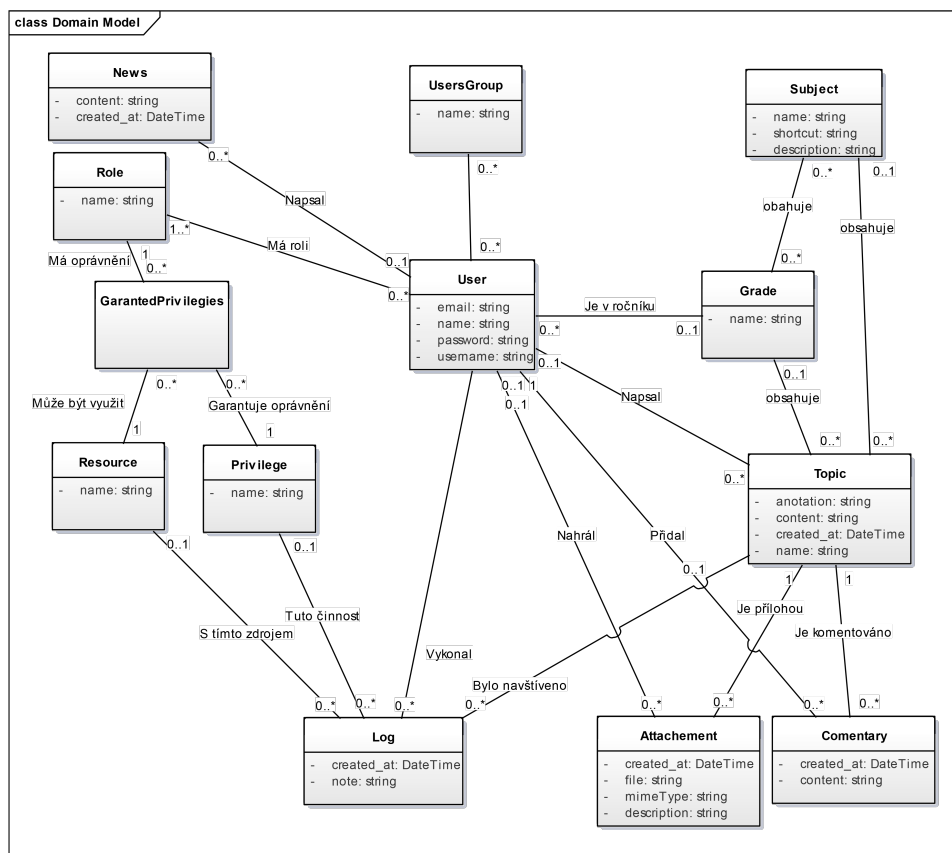 class Domain Model
News
- content: string
- created_at: DateTime
UsersGroup
- name: string
Subject
- name: string
- shortcut: string
- description: string
0..*
0..*
0..*
0..1
Role
- name: string
1..*
Napsal
Má roli
obahuje
obsahuje
1
Má oprávnění
0..*
0..*
0..1
0..*
0..*
GarantedPrivilegies
User
- email: string
- name: string
- password: string
- username: string
Je v ročníku
0..*
0..1
Grade
- name: string
0..*
0..*
0..1
0..1
1
0..1
0..1
Může být využit
Garantuje oprávnění
Napsal
obsahuje
1
1
0..*
0..*
0..*
Resource
- name: string
Privilege
- name: string
Topic
- anotation: string
- content: string
- created_at: DateTime
- name: string
0..1
0..1
Nahrál
Přidal
0..1
1
1
Tuto činnost
Je přílohou
S tímto zdrojem
Je komentováno
Vykonal
Bylo navštíveno
0..*
0..*
0..*
0..*
0..*
0..*
0..*
0..*
Log
- created_at: DateTime
- note: string
Attachement
- created_at: DateTime
- file: string
- mimeType: string
- description: string
Comentary
- created_at: DateTime
- content: string